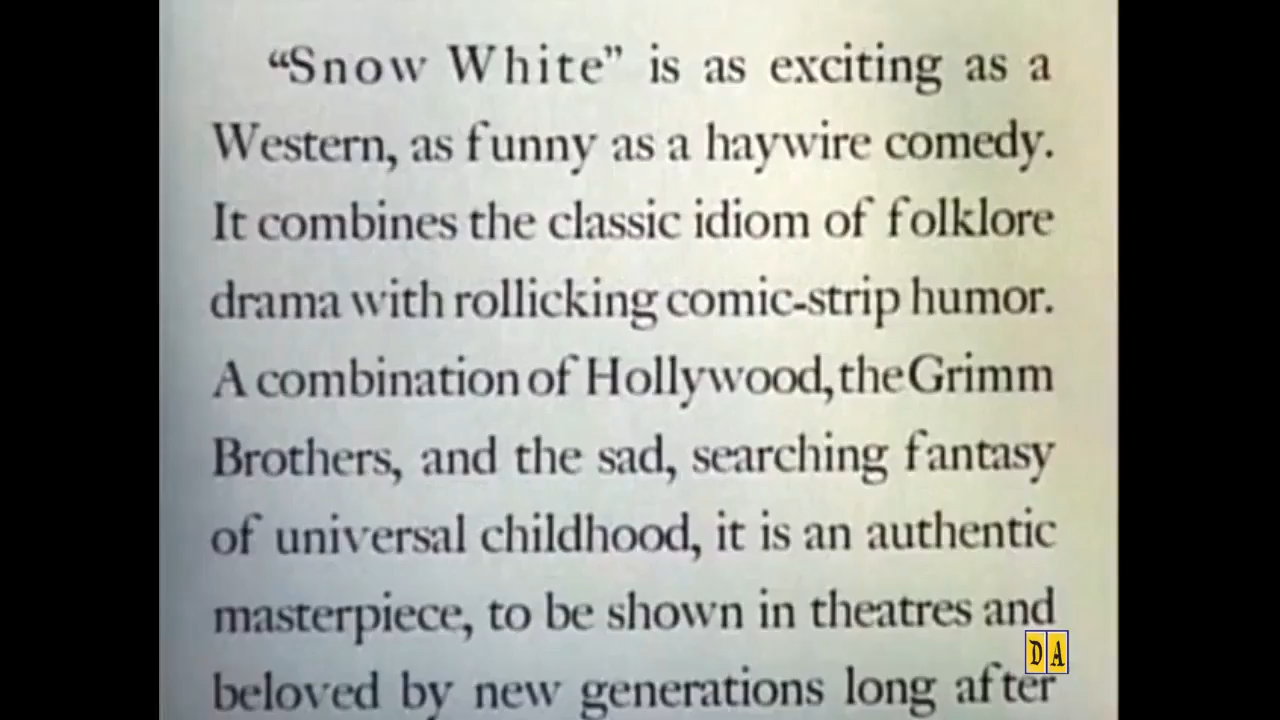 “Snow White” is as exciting as a
Western, as funny as a haywire comedy.
It combines the classic idiom of folklore
drama with rollicking comic-strip humor.
A combination of Hollywood, the Grimm
Brothers, and the sad, searching fantasy
of universal childhood, it is an authentic
masterpiece, to be shown in theatres and
beloved by new generations long after
DA